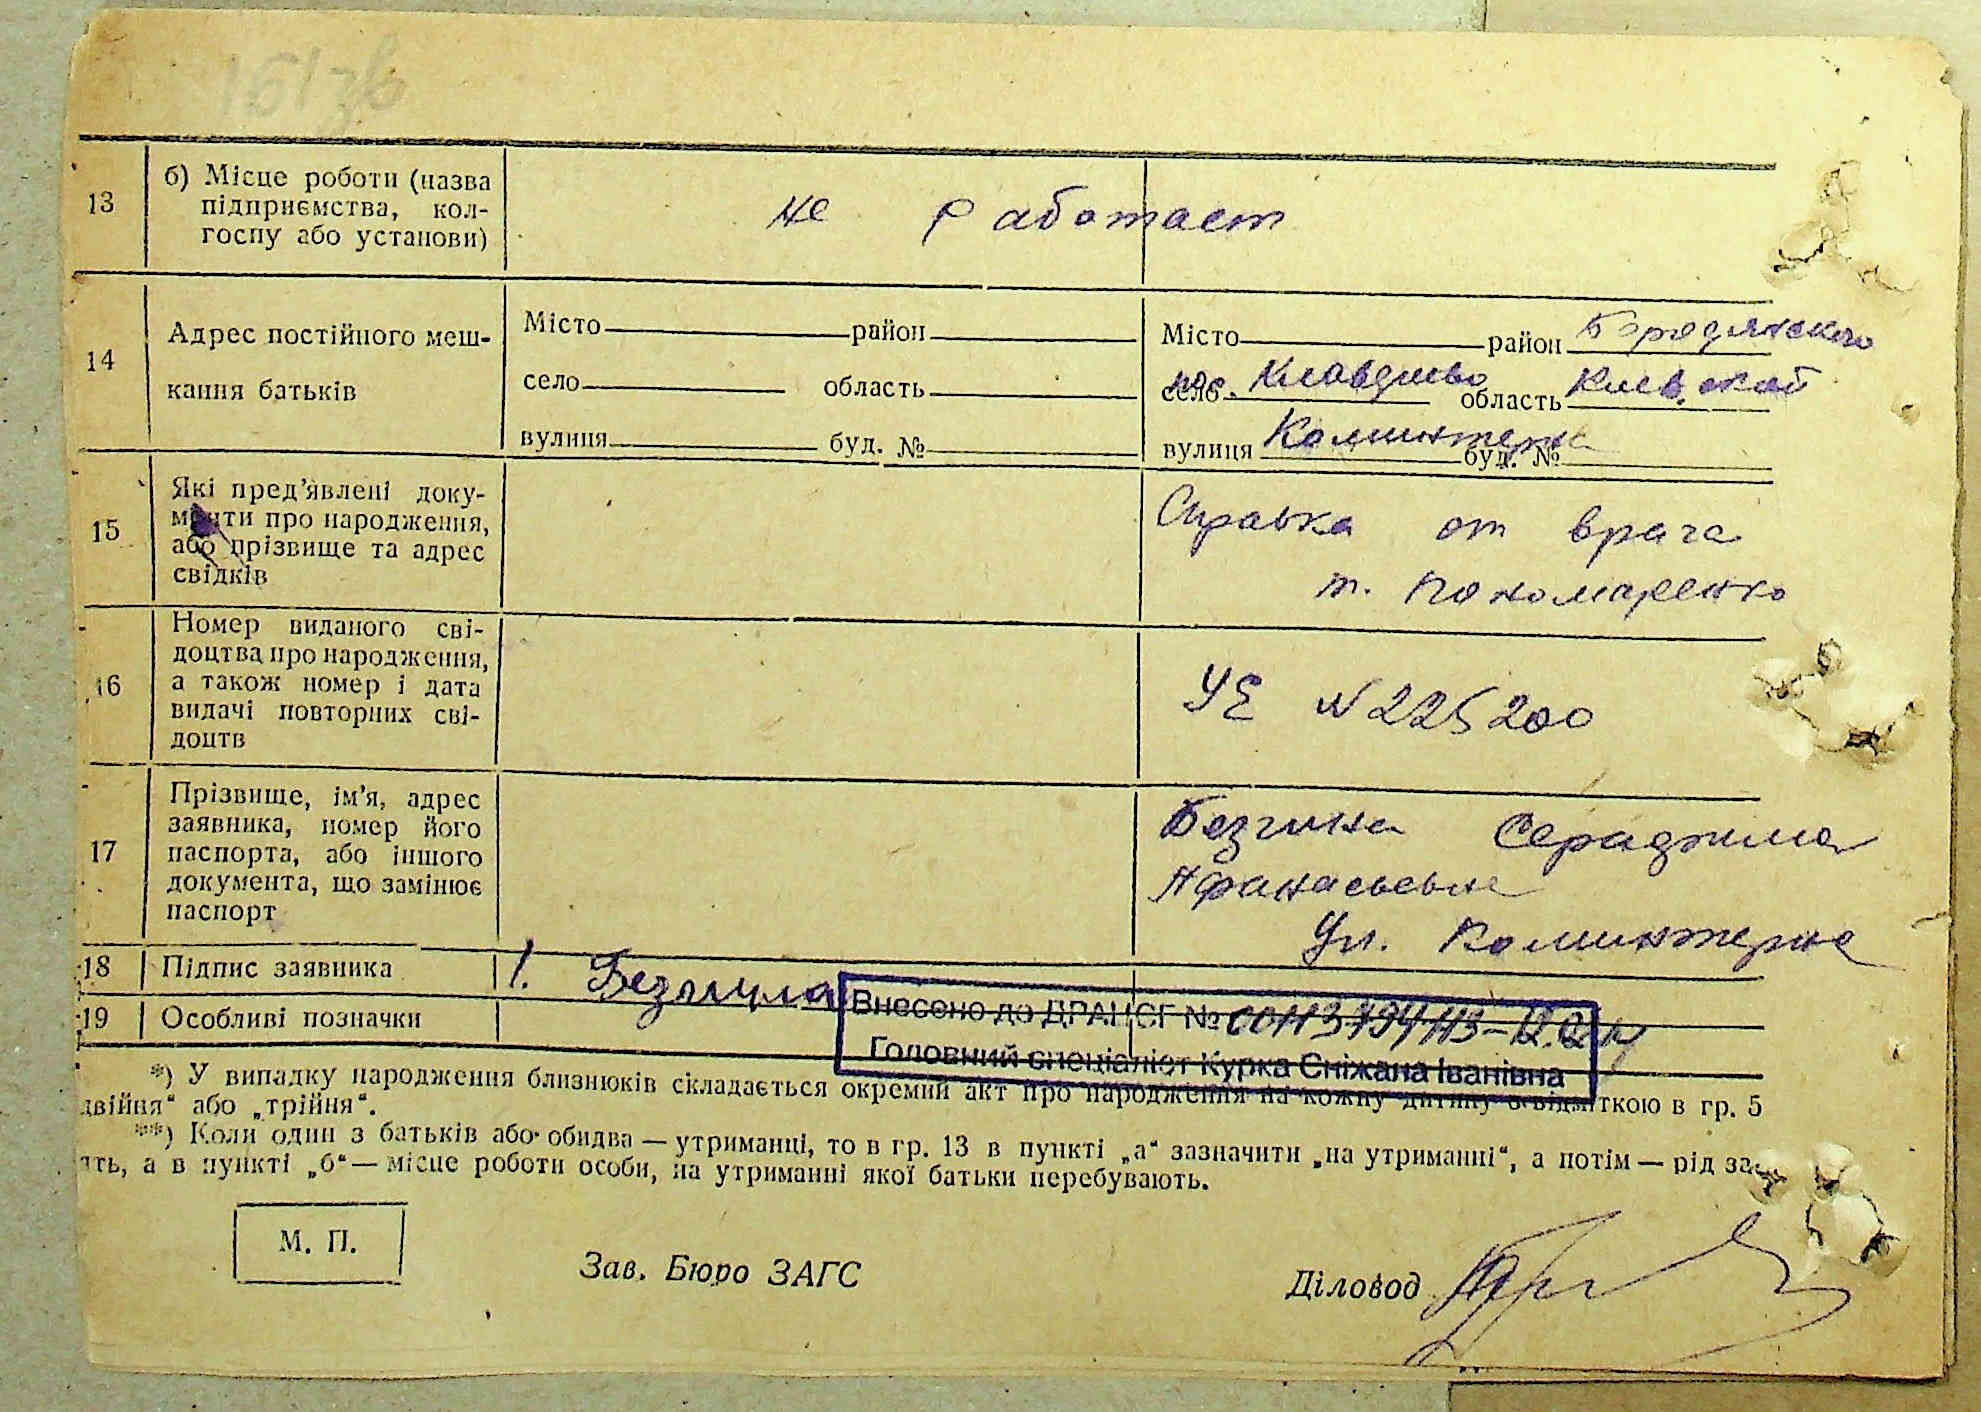 13
б) Місце роботи (назва
підприємства, кол-
госпу або установи)
не работает
14
Адрес постійного меш-
кання батьків
Місто район
село область
вулиця буд. №
Місто район Бородянского
село пос. Клавдиево область Киевской
вулиця Коминтерна буд. №
15
Які пред'явлені доку-
менти про народження,
або прізвище та адрес
свідків
Справка от врача
т. Пономаренко
16
Номер виданого сві-
доцтва про народження,
а також номер і дата
видачі повторних сві-
доцтв
УЕ № 225200
17
Прізвище, ім'я, адрес
заявника, номер його
паспорта, або іншого
документа, що замінює
паспорт
Безгина Серафима
Афанасьевна
Ул. Коминтерна
18
Підпис заявника
1.
19
Особливі позначки
Внесено до ДРАЦСГ №
Головний спеціаліст Курка Сніжана Іванівна
*) У випадку народження близнюків складається окремий акт про народження на кожну дитину з відміткою в гр. 5
двійня“ або „трійня“.
**) Коли один з батьків або обидва — утриманці, то в гр. 13 в пункті „а“ зазначити „на утриманні“, а потім — рід за-
ять, а в пункті „б“ — місце роботи особи, на утриманні якої батьки перебувають.
М. П.
Зав. Бюро ЗАГС
Діловод